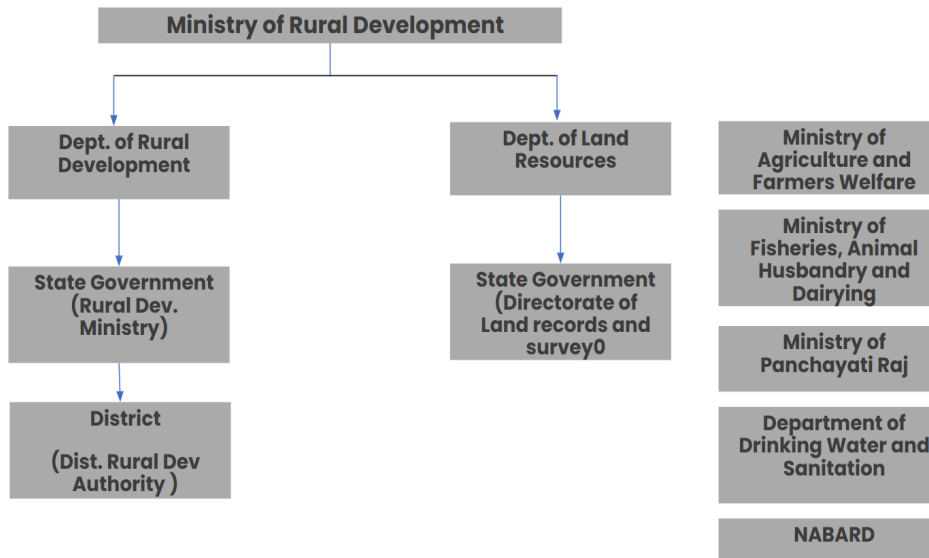 Ministry of Rural Development
Dept. of Rural
Development
Dept. of Land
Resources
State Government
(Rural Dev.
Ministry)
State Government
(Directorate of
Land records and
survey0
District
(Dist. Rural Dev
Authority )
Ministry of
Agriculture and
Farmers Welfare
Ministry of
Fisheries, Animal
Husbandry and
Dairying
Ministry of
Panchayati Raj
Department of
Drinking Water and
Sanitation
NABARD